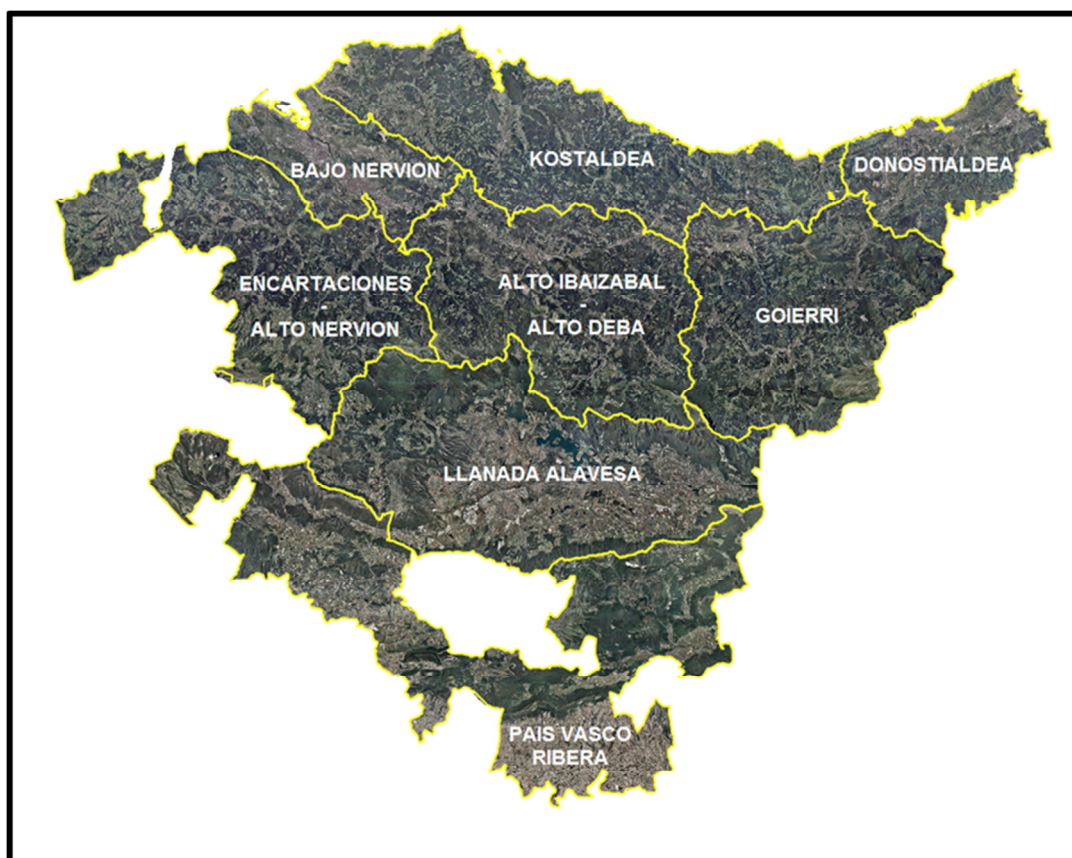 KOSTALDEA
BAJO NERVION
DONOSTIALDEA
ENCARTACIONES
-
ALTO NERVION
ALTO IBAIZABAL
-
ALTO DEBA
GOIERRI
LLANADA ALAVESA
PAIS VASCO
RIBERA